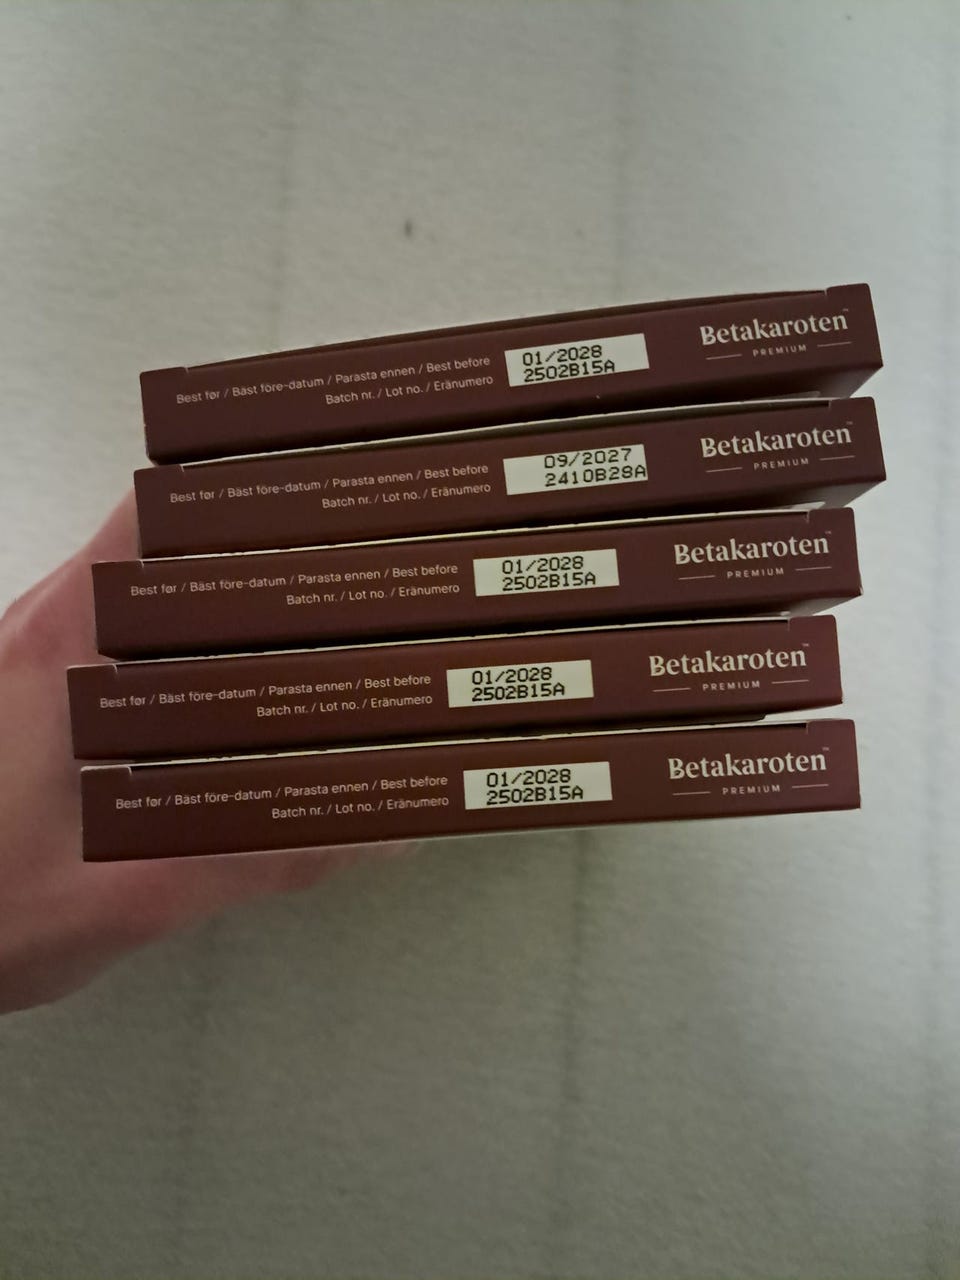 Best før / Bäst före-datum / Parasta ennen / Best before
Batch nr. / Lot no. / Eränumero
01/2028
2502B15A
Betakaroten™
PREMIUM
Best før / Bäst före-datum / Parasta ennen / Best before
Batch nr. / Lot no. / Eränumero
09/2027
2410B28A
Betakaroten™
PREMIUM
Best før / Bäst före-datum / Parasta ennen / Best before
Batch nr. / Lot no. / Eränumero
01/2028
2502B15A
Betakaroten™
PREMIUM
Best før / Bäst före-datum / Parasta ennen / Best before
Batch nr. / Lot no. / Eränumero
01/2028
2502B15A
Betakaroten™
PREMIUM
Best før / Bäst före-datum / Parasta ennen / Best before
Batch nr. / Lot no. / Eränumero
01/2028
2502B15A
Betakaroten™
PREMIUM